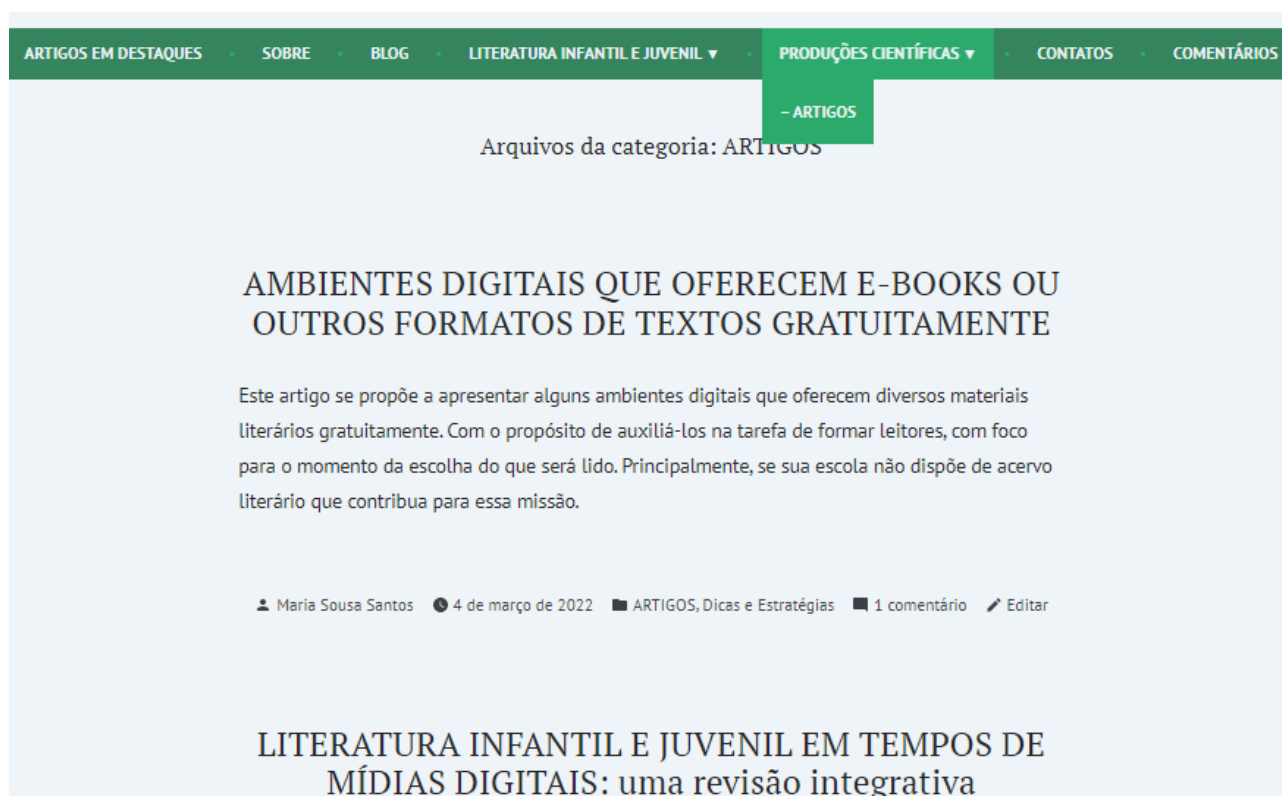 ARTIGOS EM DESTAQUES SOBRE BLOG LITERATURA INFANTIL E JUVENIL ▼ PRODUÇÕES CIENTÍFICAS ▼ CONTATOS COMENTÁRIOS
– ARTIGOS
Arquivos da categoria: ARTIGOS
AMBIENTES DIGITAIS QUE OFERECEM E-BOOKS OU
OUTROS FORMATOS DE TEXTOS GRATUITAMENTE
Este artigo se propõe a apresentar alguns ambientes digitais que oferecem diversos materiais
literários gratuitamente. Com o propósito de auxiliá-los na tarefa de formar leitores, com foco
para o momento da escolha do que será lido. Principalmente, se sua escola não dispõe de acervo
literário que contribua para essa missão.
Maria Sousa Santos 4 de março de 2022 ARTIGOS, Dicas e Estratégias 1 comentário Editar
LITERATURA INFANTIL E JUVENIL EM TEMPOS DE
MÍDIAS DIGITAIS: uma revisão integrativa